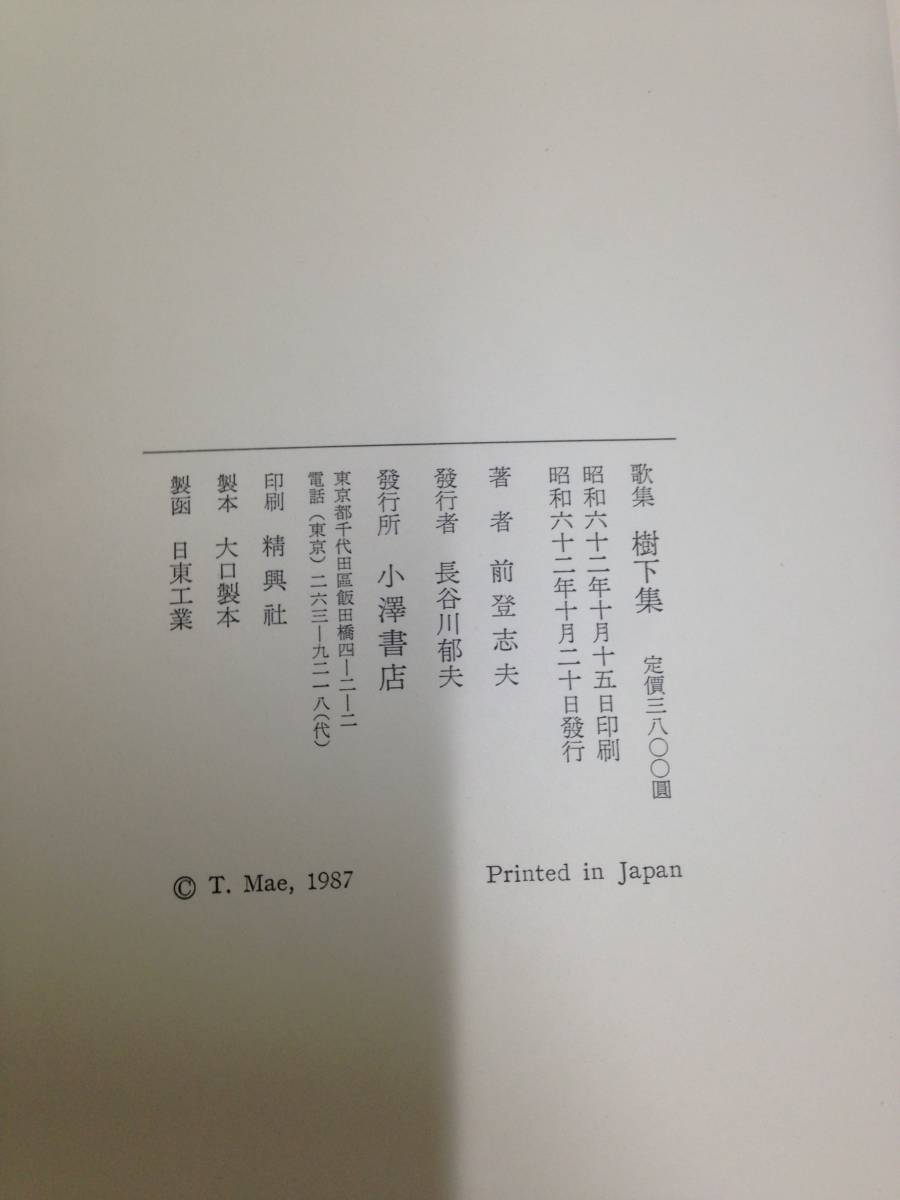 歌集 樹下集 定價三八〇〇圓
昭和六十二年十月十五日印刷
昭和六十二年十月二十日發行
著者 前登志夫
發行者 長谷川郁夫
發行所 小澤書店
東京都千代田區飯田橋四—二—二
電話(東京)二六三—九二一八(代)
印刷 精興社
製本 大口製本
製函 日東工業
© T. Mae, 1987 Printed in Japan